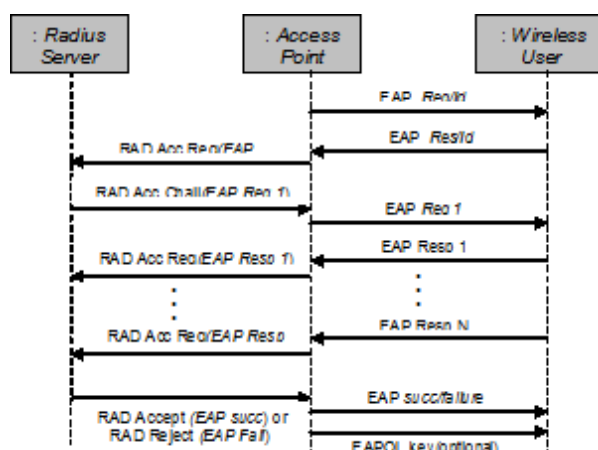 : Radius
Server
: Access
Point
: Wireless
User
EAP Req/Id
EAP Res/Id
RAD Acc Req/EAP
RAD Acc Chall(EAP Req 1)
EAP Req 1
EAP Resp 1
RAD Acc Req(EAP Resp 1)
EAP Resp N
RAD Acc Req/EAP Resp
EAP succ/failure
RAD Accept (EAP succ) or
RAD Reject (EAP Fail)
EAPOL key(optional)